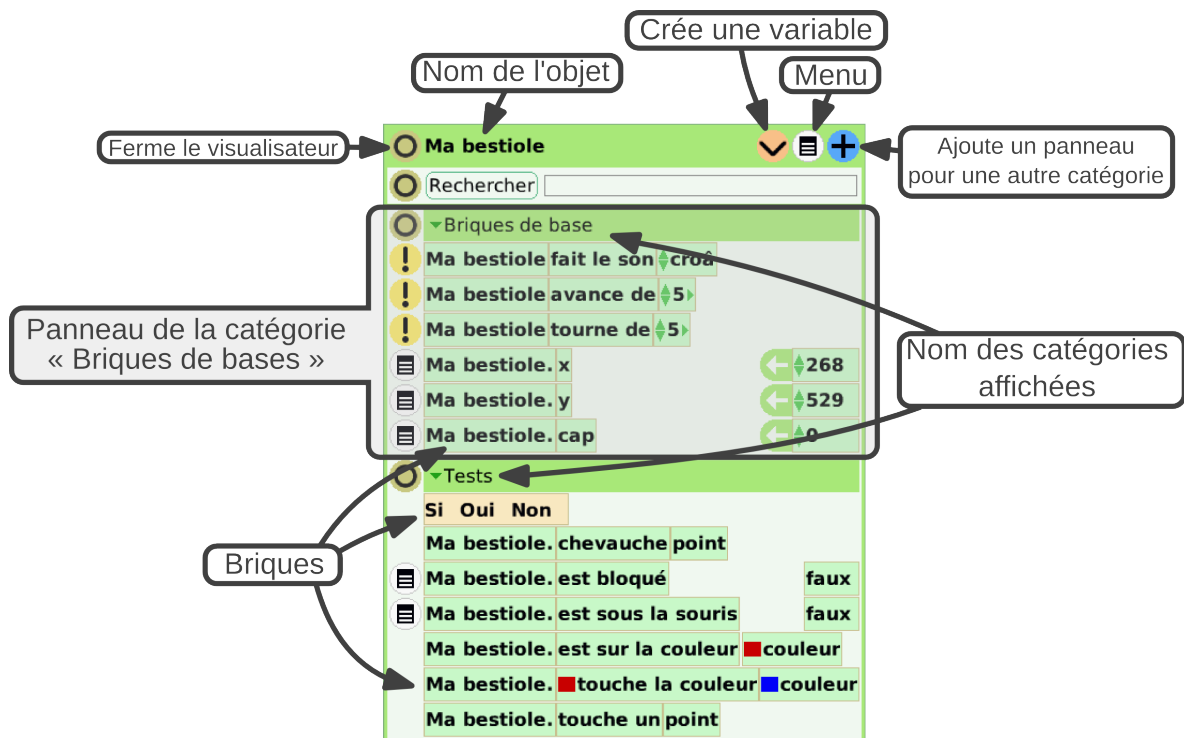 Crée une variable
Nom de l'objet
Menu
Ferme le visualisateur
Ma bestiole
Ajoute un panneau
pour une autre catégorie
Rechercher
Briques de base
! Ma bestiole fait le son croâ
! Ma bestiole avance de 5
! Ma bestiole tourne de 5
Panneau de la catégorie
« Briques de bases »
Ma bestiole. x 268
Ma bestiole. y 529
Ma bestiole. cap 0
Nom des catégories
affichées
Tests
Si Oui Non
Ma bestiole. chevauche point
Briques
Ma bestiole. est bloqué faux
Ma bestiole. est sous la souris faux
Ma bestiole. est sur la couleur couleur
Ma bestiole. touche la couleur couleur
Ma bestiole. touche un point